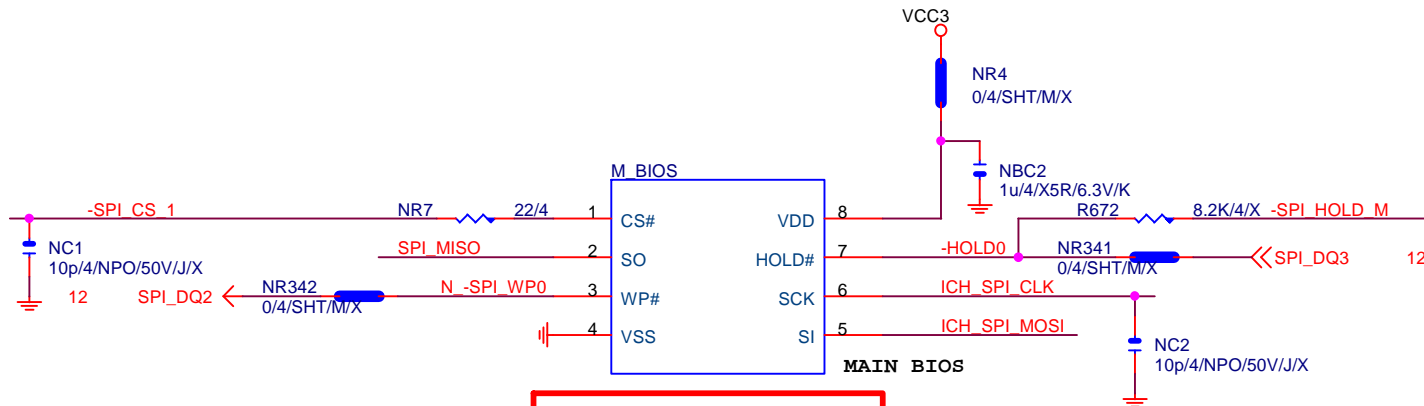 VCC3
NR4
0/4/SHT/M/X
M_BIOS
NBC2
1u/4/X5R/6.3V/K
-SPI_CS_1
NR7
22/4
1
CS#
VDD
8
R672
8.2K/4/X
-SPI_HOLD_M
NC1
10p/4/NPO/50V/J/X
SPI_MISO
2
SO
HOLD#
7
-HOLD0
NR341
0/4/SHT/M/X
SPI_DQ3
12
12
SPI_DQ2
NR342
0/4/SHT/M/X
N_-SPI_WP0
3
WP#
SCK
6
ICH_SPI_CLK
4
VSS
SI
5
ICH_SPI_MOSI
NC2
10p/4/NPO/50V/J/X
MAIN BIOS